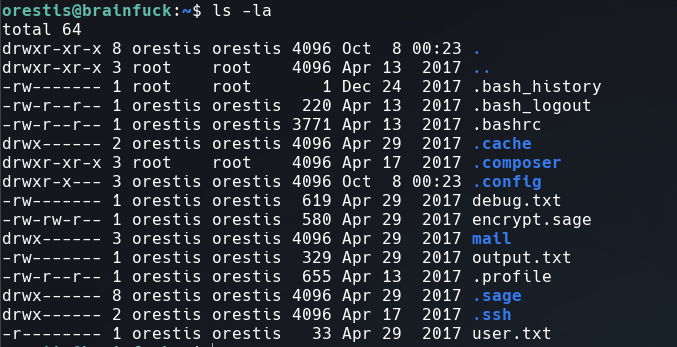 orestis@brainfuck:~$ ls -la
total 64
drwxr-xr-x 8 orestis orestis 4096 Oct  8 00:23 .
drwxr-xr-x 3 root    root    4096 Apr 13  2017 ..
-rw------- 1 root    root       1 Dec 24  2017 .bash_history
-rw-r--r-- 1 orestis orestis  220 Apr 13  2017 .bash_logout
-rw-r--r-- 1 orestis orestis 3771 Apr 13  2017 .bashrc
drwx------ 2 orestis orestis 4096 Apr 29  2017 .cache
drwxr-xr-x 3 root    root    4096 Apr 17  2017 .composer
drwxr-x--- 3 orestis orestis 4096 Oct  8 00:23 .config
-rw------- 1 orestis orestis  619 Apr 29  2017 debug.txt
-rw-rw-r-- 1 orestis orestis  580 Apr 29  2017 encrypt.sage
drwx------ 3 orestis orestis 4096 Apr 29  2017 mail
-rw------- 1 orestis orestis  329 Apr 29  2017 output.txt
-rw-r--r-- 1 orestis orestis  655 Apr 13  2017 .profile
drwx------ 8 orestis orestis 4096 Apr 29  2017 .sage
drwx------ 2 orestis orestis 4096 Apr 17  2017 .ssh
-r-------- 1 orestis orestis   33 Apr 29  2017 user.txt